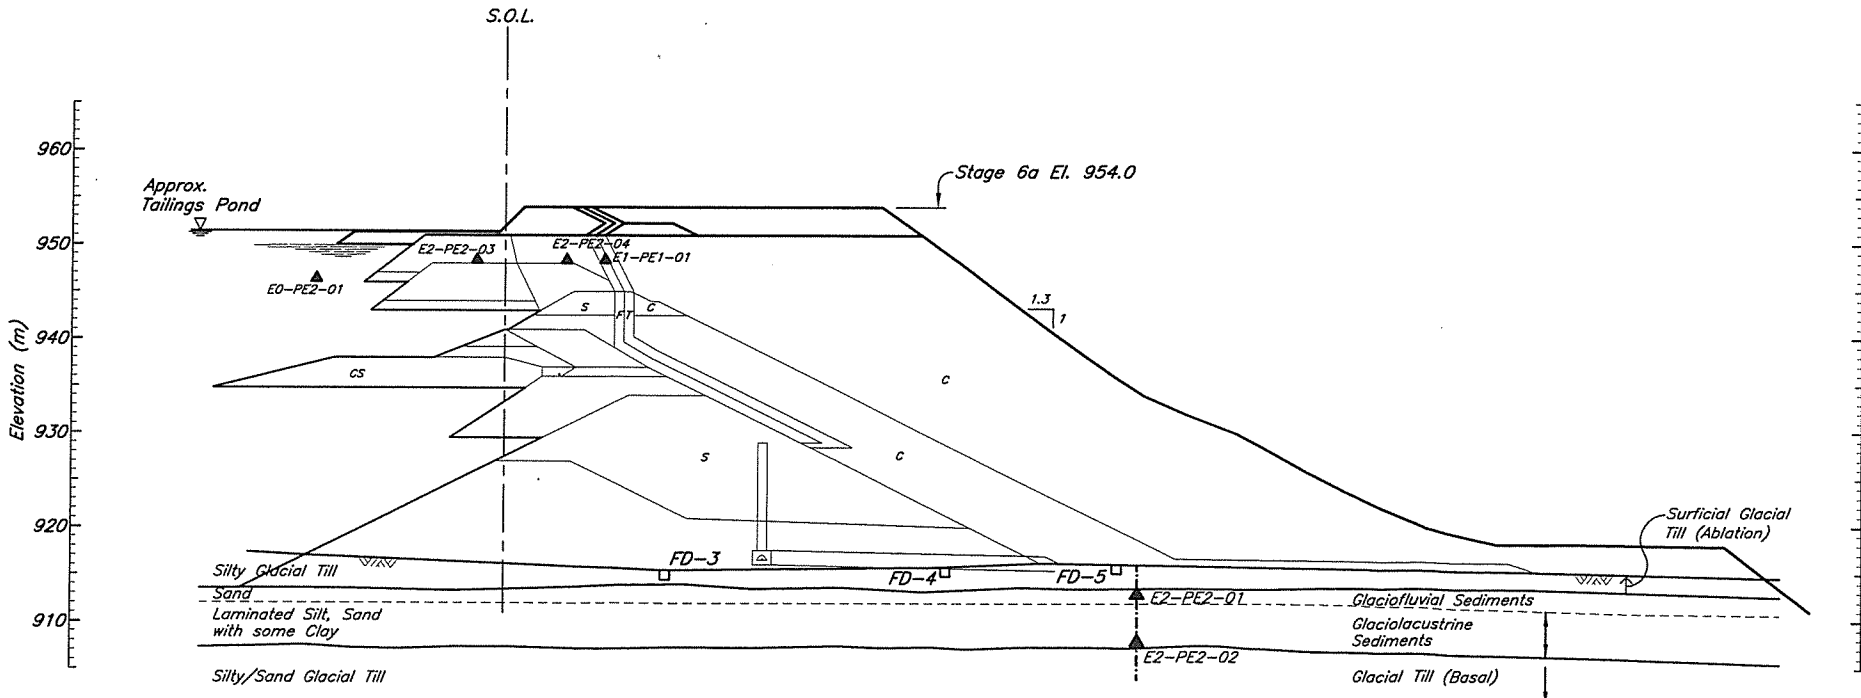 S.O.L.
960
950
940
930
920
910
Elevation (m)
Approx.
Tailings Pond
Stage 6a El. 954.0
E2-PE2-03
E2-PE2-04
E1-PE1-01
E0-PE2-01
S
FT
C
1.3
1
CS
C
S
C
Surficial Glacial
Till (Ablation)
FD-3
FD-4
FD-5
Silty Glacial Till
Sand
E2-PE2-01
Glaciofluvial Sediments
Laminated Silt, Sand
with some Clay
Glaciolacustrine
Sediments
E2-PE2-02
Silty/Sand Glacial Till
Glacial Till (Basal)